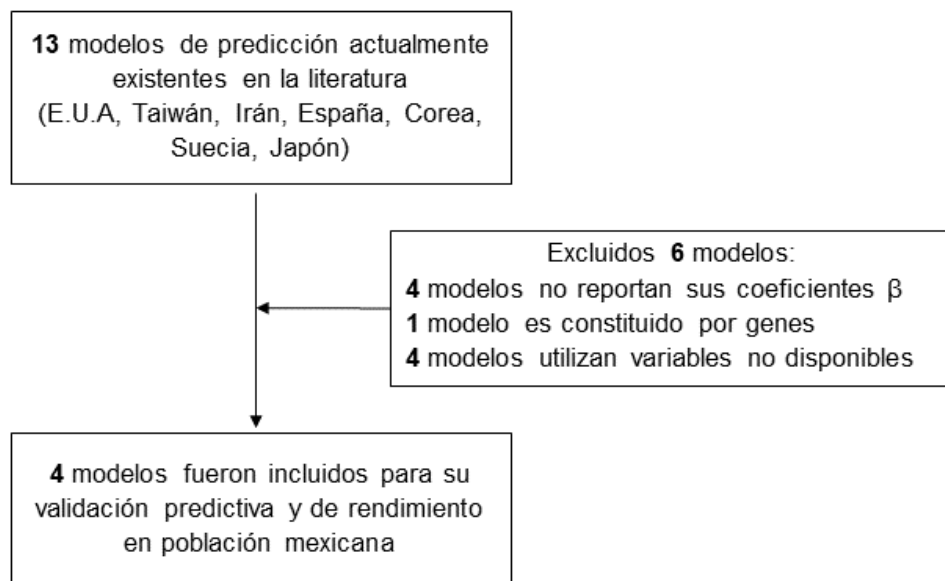 13 modelos de predicción actualmente
existentes en la literatura
(E.U.A, Taiwán, Irán, España, Corea,
Suecia, Japón)
Excluidos 6 modelos:
4 modelos no reportan sus coeficientes β
1 modelo es constituido por genes
4 modelos utilizan variables no disponibles
4 modelos fueron incluidos para su
validación predictiva y de rendimiento
en población mexicana